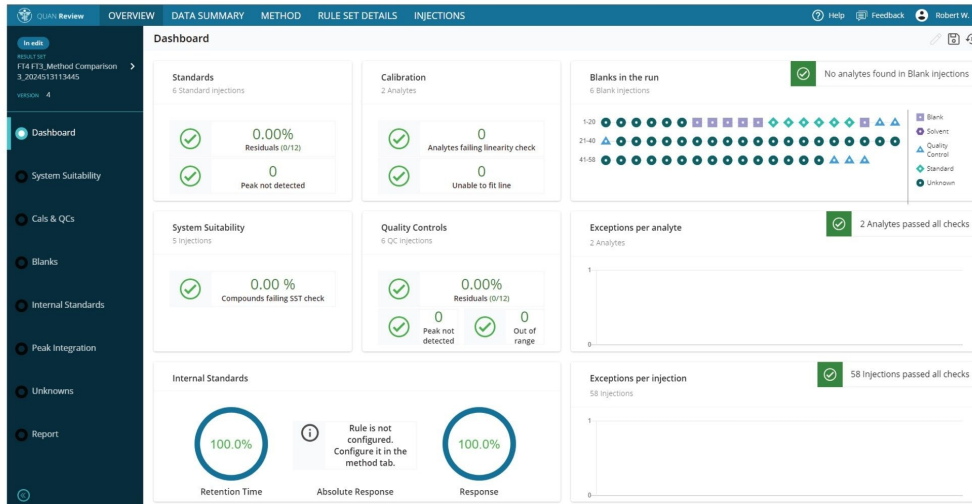 QUAN Review
OVERVIEW
DATA SUMMARY
METHOD
RULE SET DETAILS
INJECTIONS
Help
Feedback
Robert W.
In edit
RESULT SET
FT4 FT3_Method Comparison
3_2024513113445
VERSION 4
Dashboard
System Suitability
Cals & QCs
Blanks
Internal Standards
Peak Integration
Unknowns
Report
Dashboard
Standards
6 Standard injections
0.00%
Residuals (0/12)
0
Peak not detected
Calibration
2 Analytes
0
Analytes failing linearity check
0
Unable to fit line
Blanks in the run
6 Blank injections
No analytes found in Blank injections
1-20
21-40
41-58
Blank
Solvent
Quality
Control
Standard
Unknown
System Suitability
5 Injections
0.00 %
Compounds failing SST check
Quality Controls
6 QC injections
0.00%
Residuals (0/12)
0
Peak not
detected
0
Out of
range
Exceptions per analyte
2 Analytes
2 Analytes passed all checks
1
0
Internal Standards
100.0%
Retention Time
Rule is not
configured.
Configure it in the
method tab.
Absolute Response
100.0%
Response
Exceptions per injection
58 Injections
58 Injections passed all checks
1
0